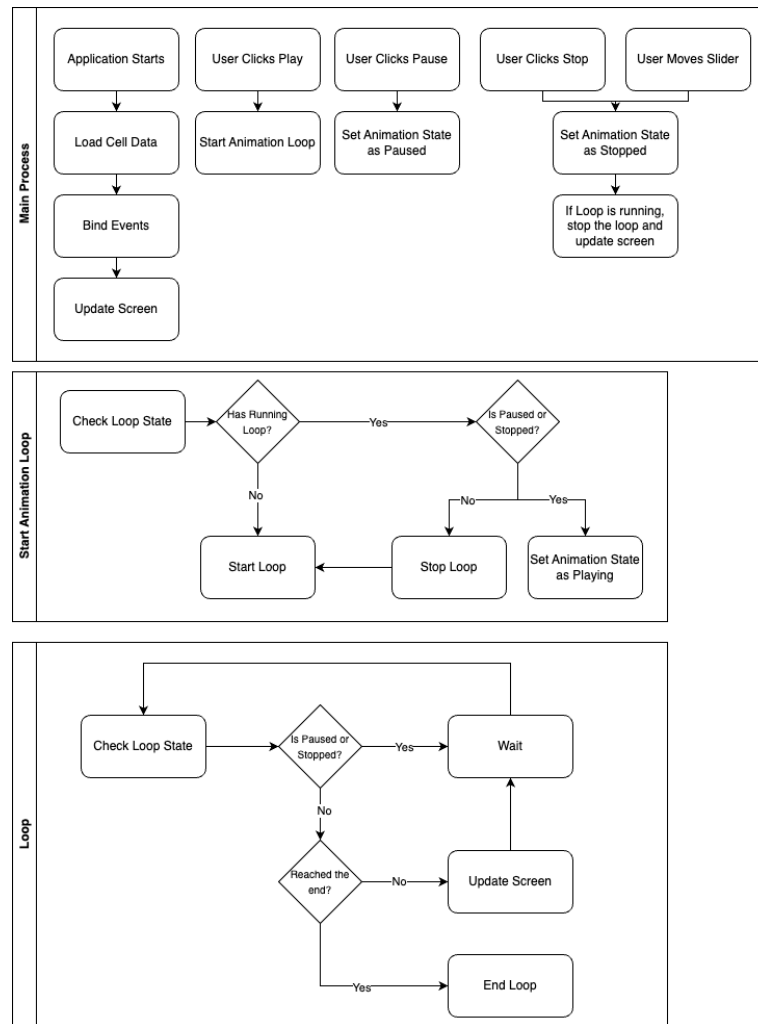 Main Process
Application Starts
User Clicks Play
User Clicks Pause
User Clicks Stop
User Moves Slider
Load Cell Data
Start Animation Loop
Set Animation State
as Paused
Set Animation State
as Stopped
Bind Events
If Loop is running,
stop the loop and
update screen
Update Screen
Start Animation Loop
Check Loop State
Has Running
Loop?
Yes
Is Paused or
Stopped?
No
No
Yes
Start Loop
Stop Loop
Set Animation State
as Playing
Loop
Check Loop State
Is Paused or
Stopped?
Yes
Wait
No
Reached the
end?
No
Update Screen
Yes
End Loop